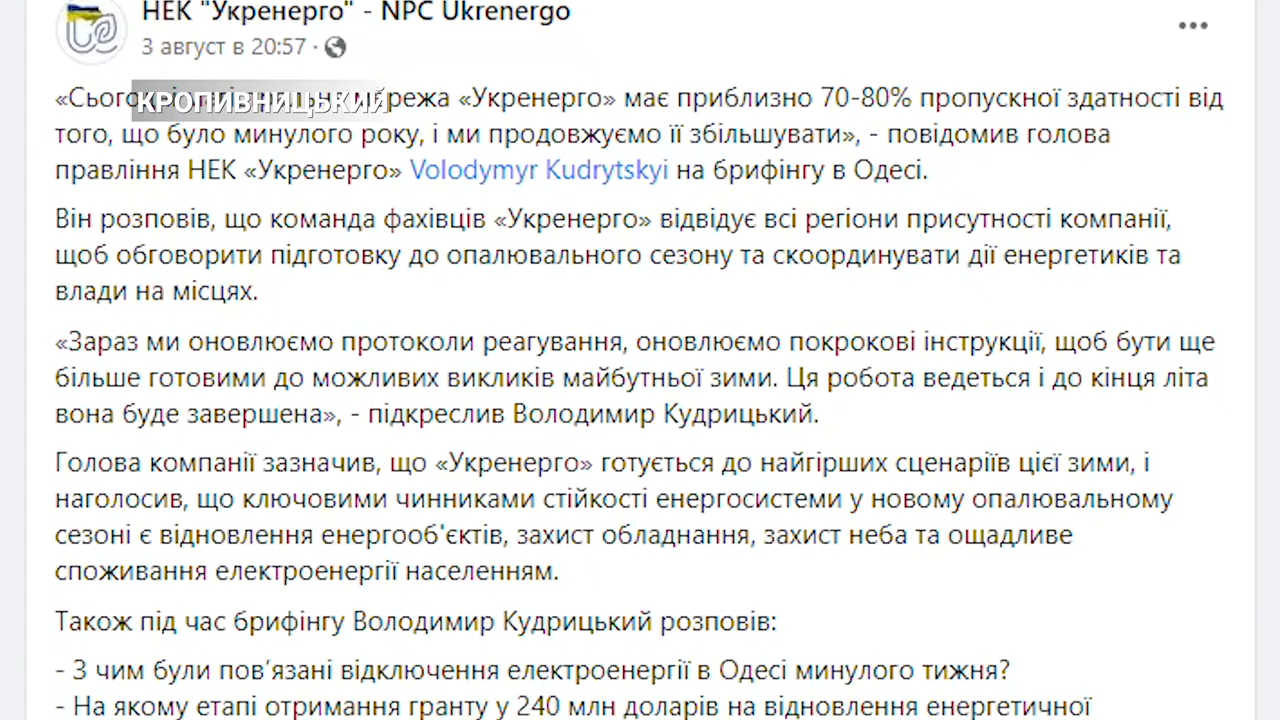 НЕК "Укренерго" - NPC Ukrenergo
3 август в 20:57 ·
КРОПИВНИЦЬКИЙ
«Сього режа «Укренерго» має приблизно 70-80% пропускної здатності від
того, що було минулого року, і ми продовжуємо її збільшувати», - повідомив голова
правління НЕК «Укренерго» Volodymyr Kudrytskyi на брифінгу в Одесі.
Він розповів, що команда фахівців «Укренерго» відвідує всі регіони присутності компанії,
щоб обговорити підготовку до опалювального сезону та скоординувати дії енергетиків та
влади на місцях.
«Зараз ми оновлюємо протоколи реагування, оновлюємо покрокові інструкції, щоб бути ще
більше готовими до можливих викликів майбутньої зими. Ця робота ведеться і до кінця літа
вона буде завершена», - підкреслив Володимир Кудрицький.
Голова компанії зазначив, що «Укренерго» готується до найгірших сценаріїв цієї зими, і
наголосив, що ключовими чинниками стійкості енергосистеми у новому опалювальному
сезоні є відновлення енергооб'єктів, захист обладнання, захист неба та ощадливе
споживання електроенергії населенням.
Також під час брифінгу Володимир Кудрицький розповів:
- З чим були пов’язані відключення електроенергії в Одесі минулого тижня?
- На якому етапі отримання гранту у 240 млн доларів на відновлення енергетичної